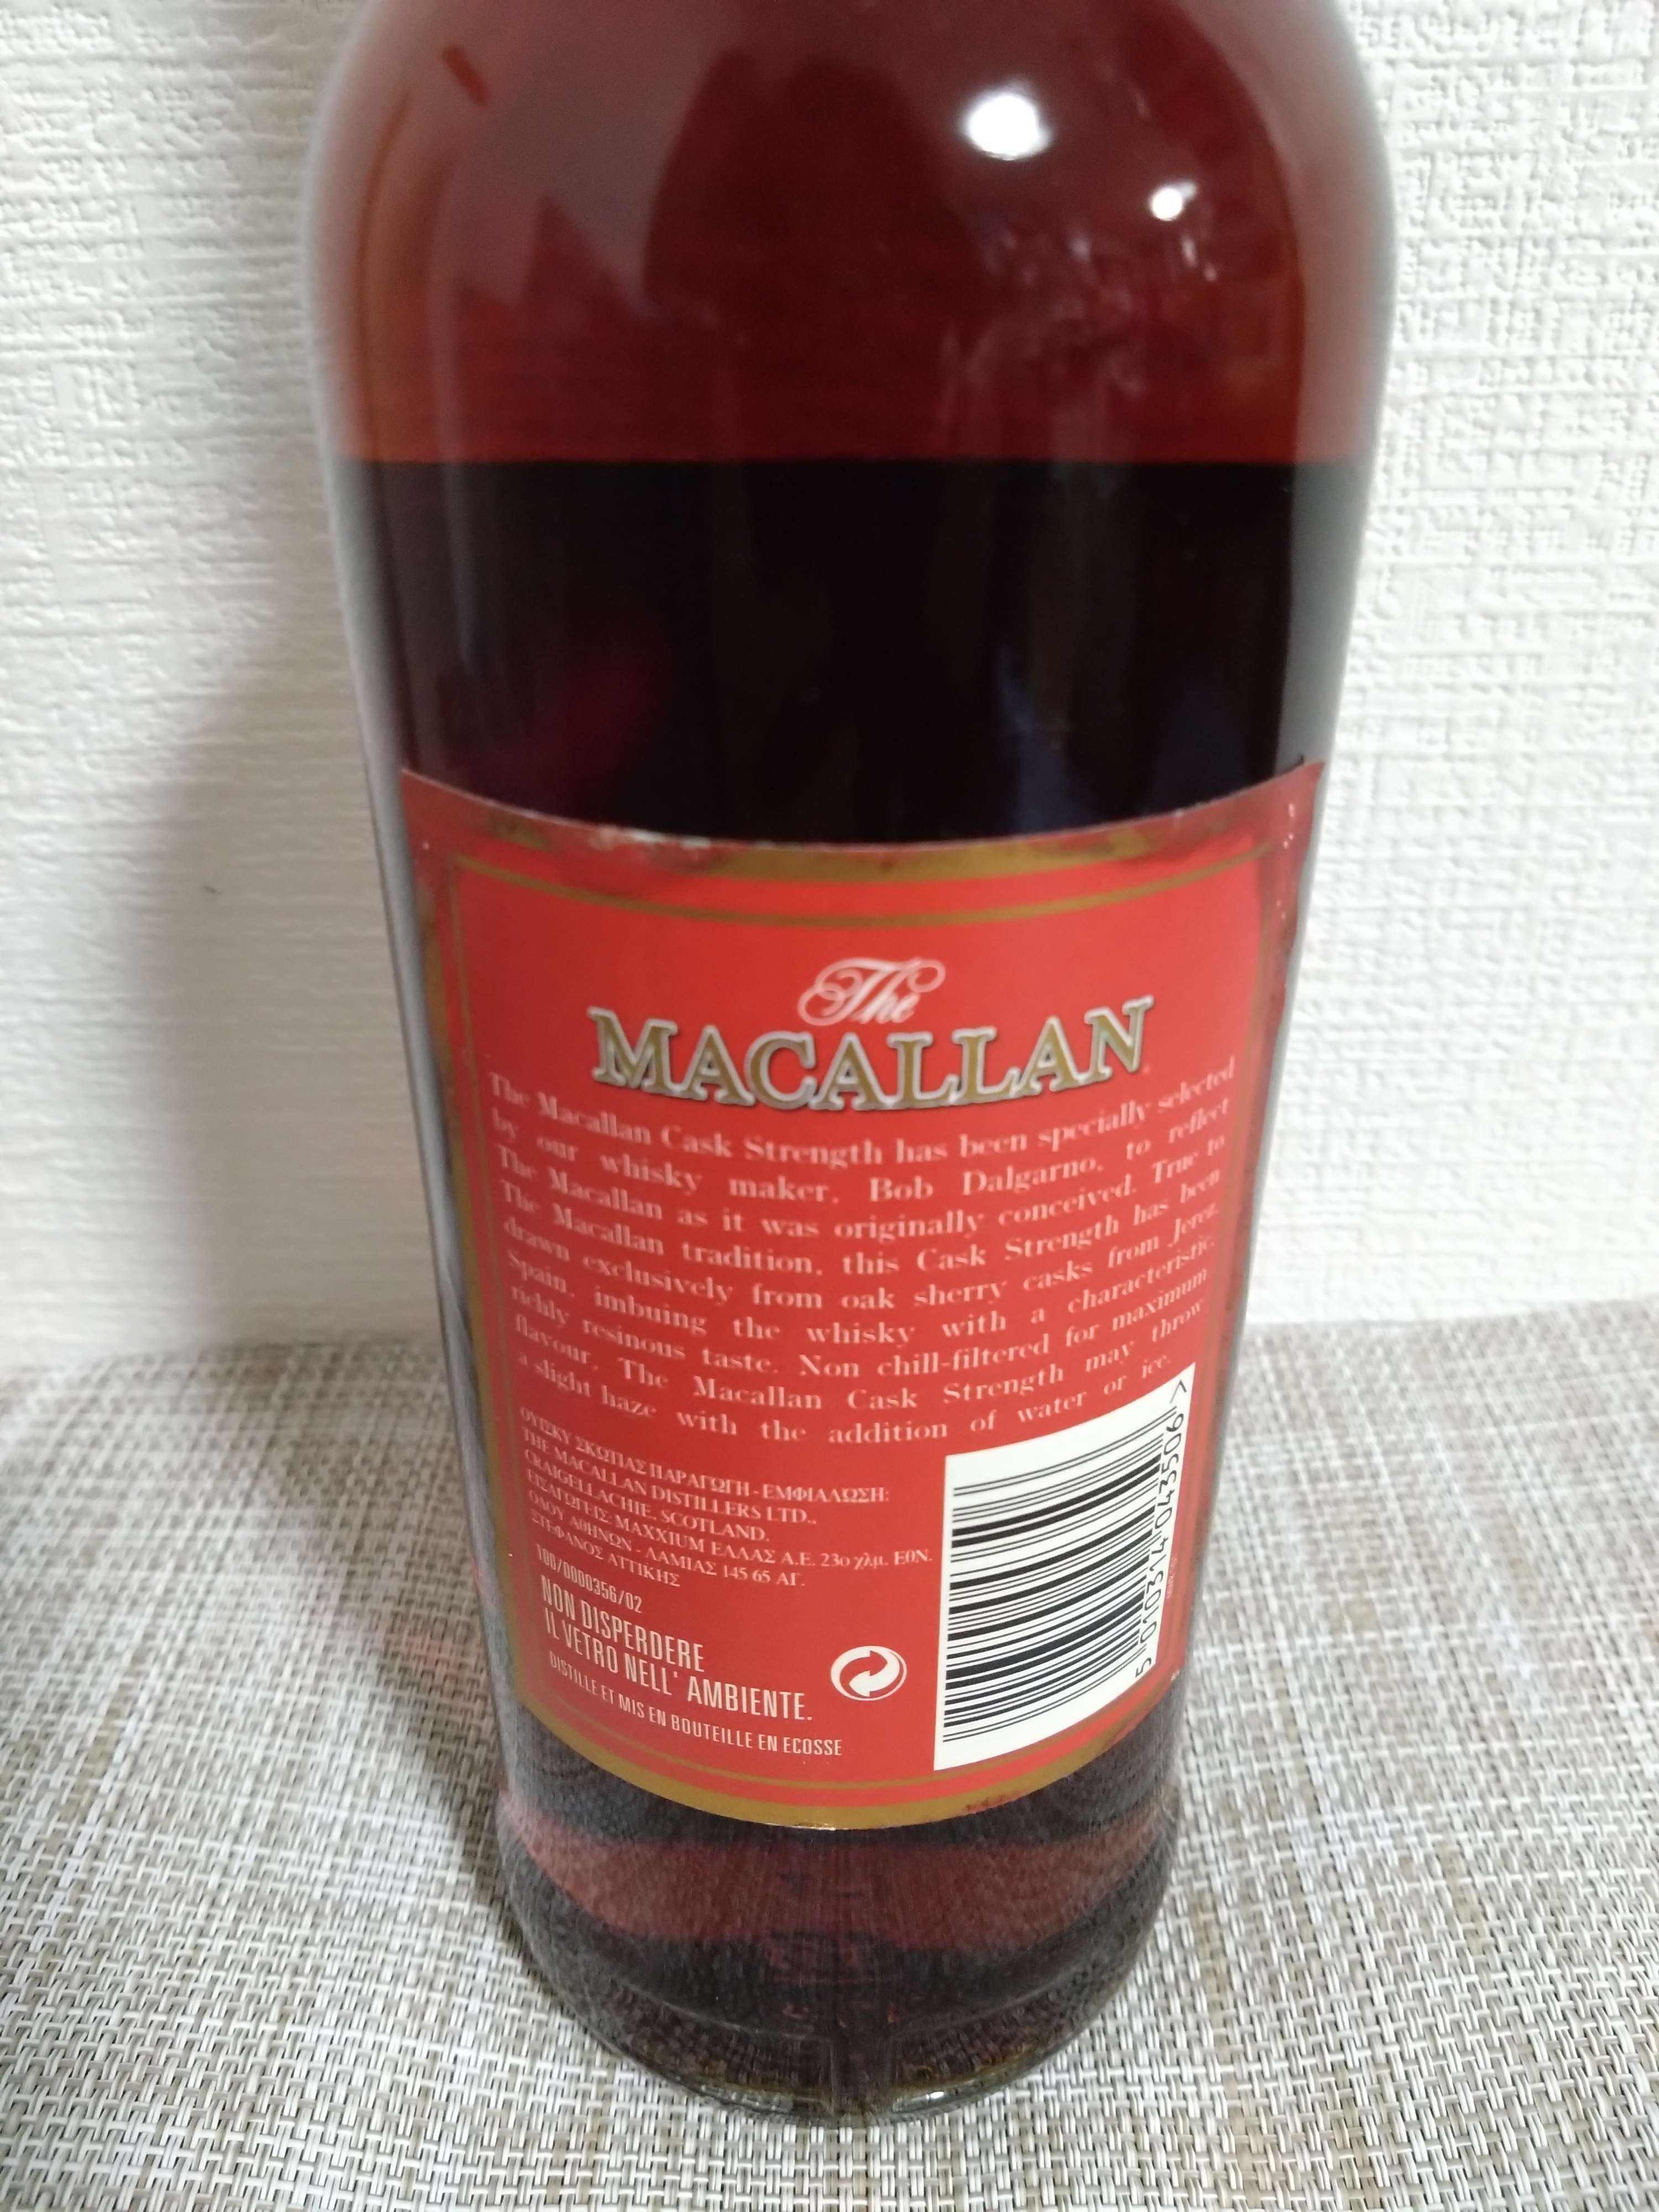 The
MACALLAN
The Macallan Cask Strength has been specially selected
by our whisky maker, Bob Dalgarno, to reflect
The Macallan as it was originally conceived. True to
The Macallan tradition, this Cask Strength has been
drawn exclusively from oak sherry casks from Jerez,
Spain, imbuing the whisky with a characteristic
richly resinous taste. Non chill-filtered for maximum
flavour, The Macallan Cask Strength may throw
a slight haze with the addition of water or ice.
ΟΥΙΣΚΥ ΣΚΩΤΙΑΣ ΠΑΡΑΓΩΓΗ - ΕΜΦΙΑΛΩΣΗ:
THE MACALLAN DISTILLERS LTD.,
CRAIGELLACHIE, SCOTLAND.
ΕΙΣΑΓΩΓΕΙΣ: MAXXIUM ΕΛΛΑΣ Α.Ε. 23ο χλμ. ΕΘΝ.
ΟΔΟΥ ΑΘΗΝΩΝ - ΛΑΜΙΑΣ 145 65 ΑΓ.
ΣΤΕΦΑΝΟΣ ΑΤΤΙΚΗΣ
100/0000356/02
NON DISPERDERE
IL VETRO NELL' AMBIENTE.
DISTILLE ET MIS EN BOUTEILLE EN ECOSSE
5 010314 043506 >